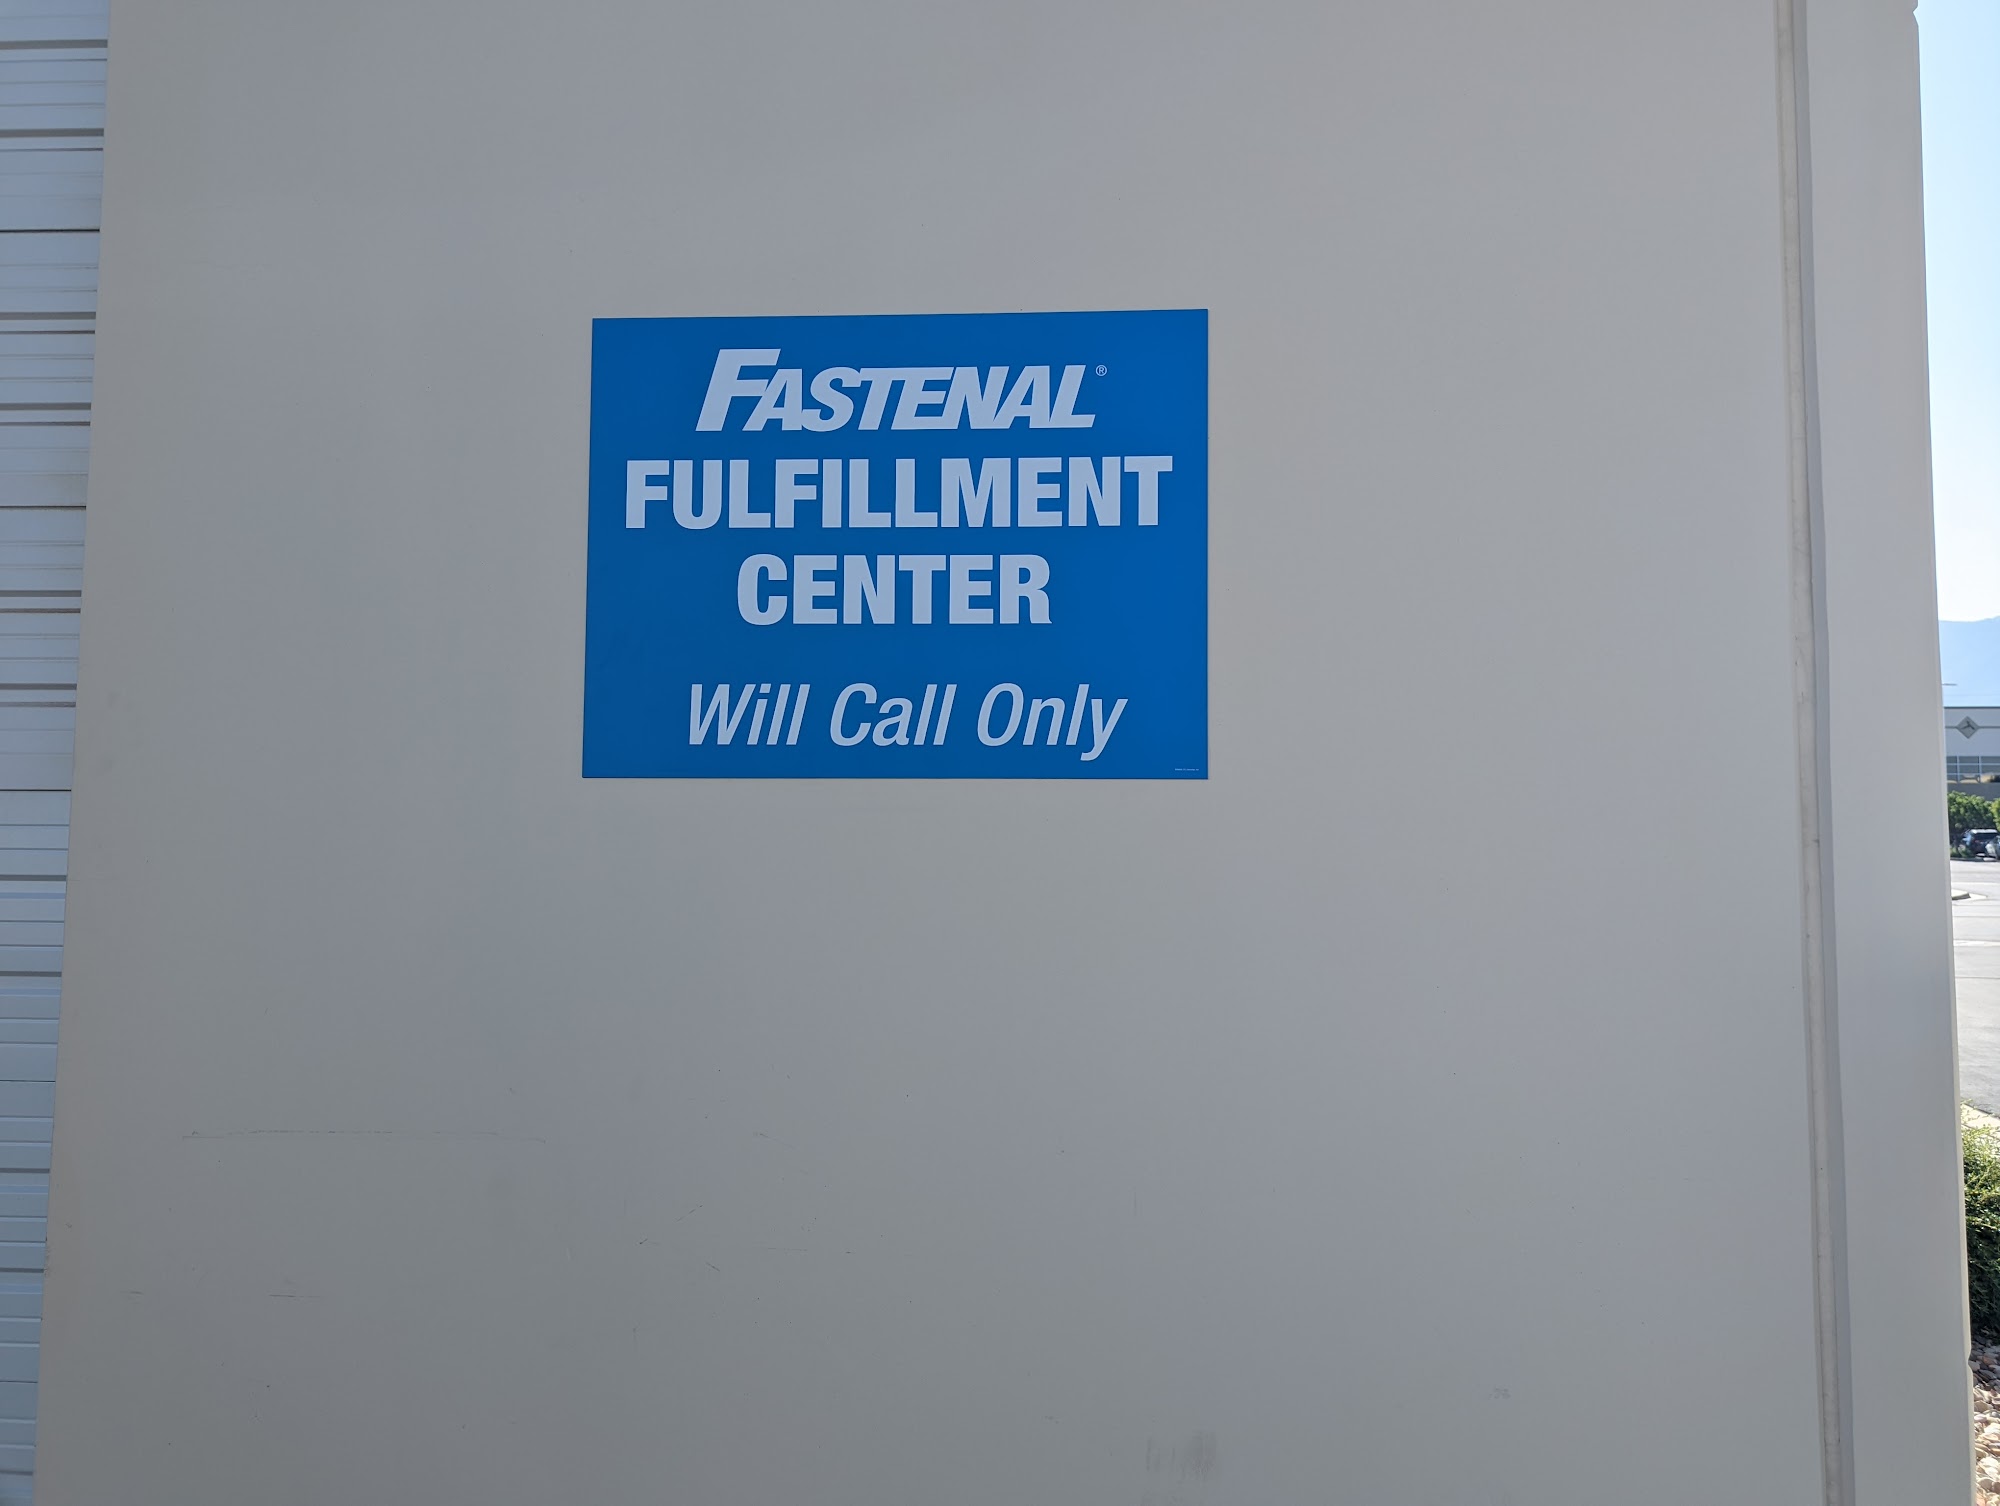 FASTENAL®
FULFILLMENT
CENTER
Will Call Only